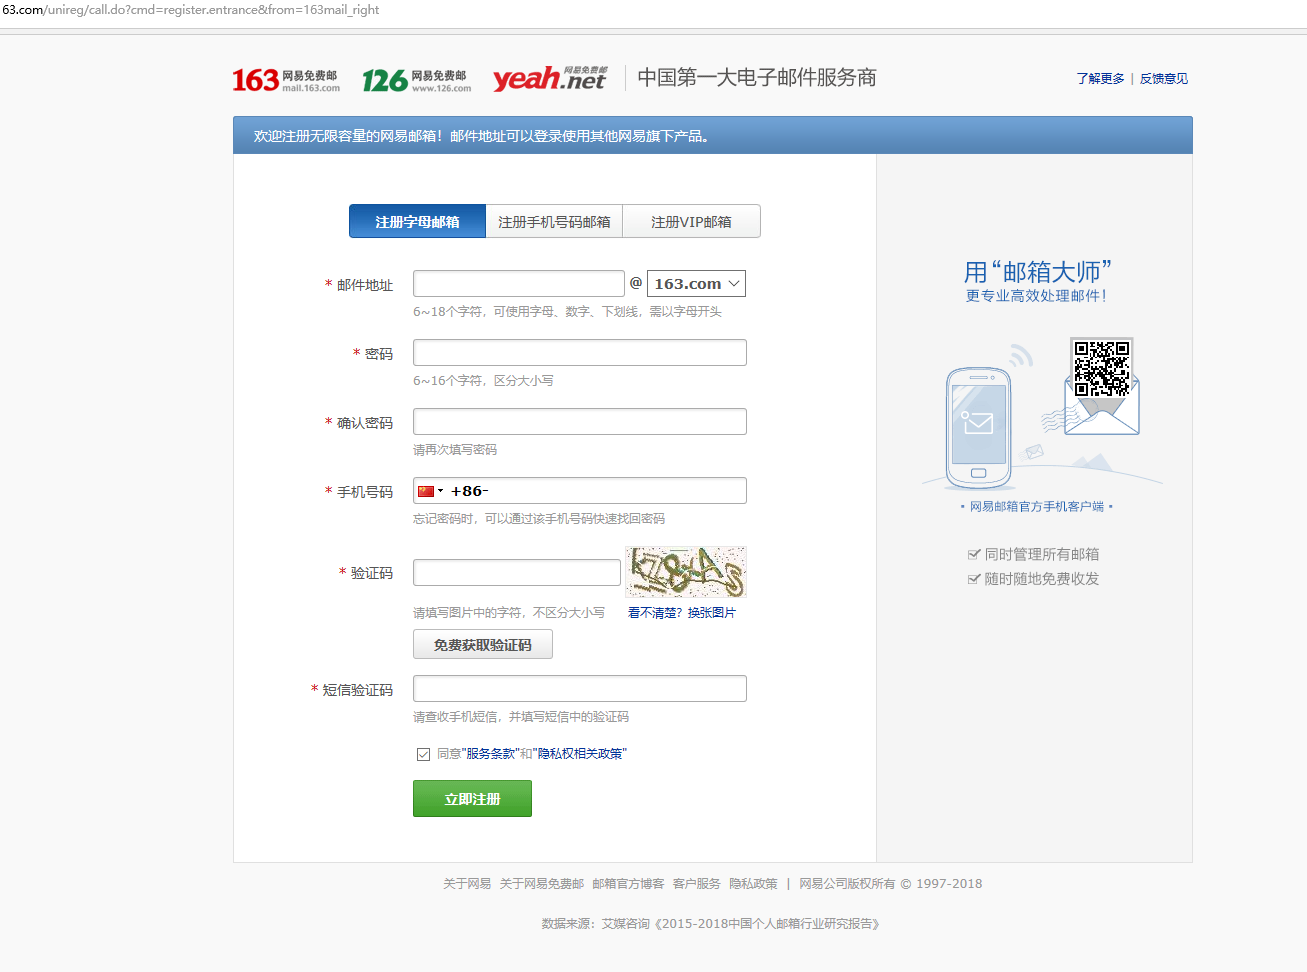 63.com/unireg/call.do?cmd=register.entrance&from=163mail_right
163 网易免费邮 mail.163.com 126 网易免费邮 www.126.com yeah.net 网易免费邮 中国第一大电子邮件服务商 了解更多 | 反馈意见
欢迎注册无限容量的网易邮箱！邮件地址可以登录使用其他网易旗下产品。
注册字母邮箱 注册手机号码邮箱 注册VIP邮箱
* 邮件地址 @ 163.com
6~18个字符，可使用字母、数字、下划线，需以字母开头
* 密码
6~16个字符，区分大小写
* 确认密码
请再次填写密码
* 手机号码 +86-
忘记密码时，可以通过该手机号码快速找回密码
* 验证码
请填写图片中的字符，不区分大小写 看不清楚？换张图片
免费获取验证码
* 短信验证码
请查收手机短信，并填写短信中的验证码
同意"服务条款"和"隐私权相关政策"
立即注册
用“邮箱大师”
更专业高效处理邮件！
• 网易邮箱官方手机客户端 •
同时管理所有邮箱
随时随地免费收发
关于网易 关于网易免费邮 邮箱官方博客 客户服务 隐私政策 | 网易公司版权所有 © 1997-2018
数据来源：艾媒咨询《2015-2018中国个人邮箱行业研究报告》